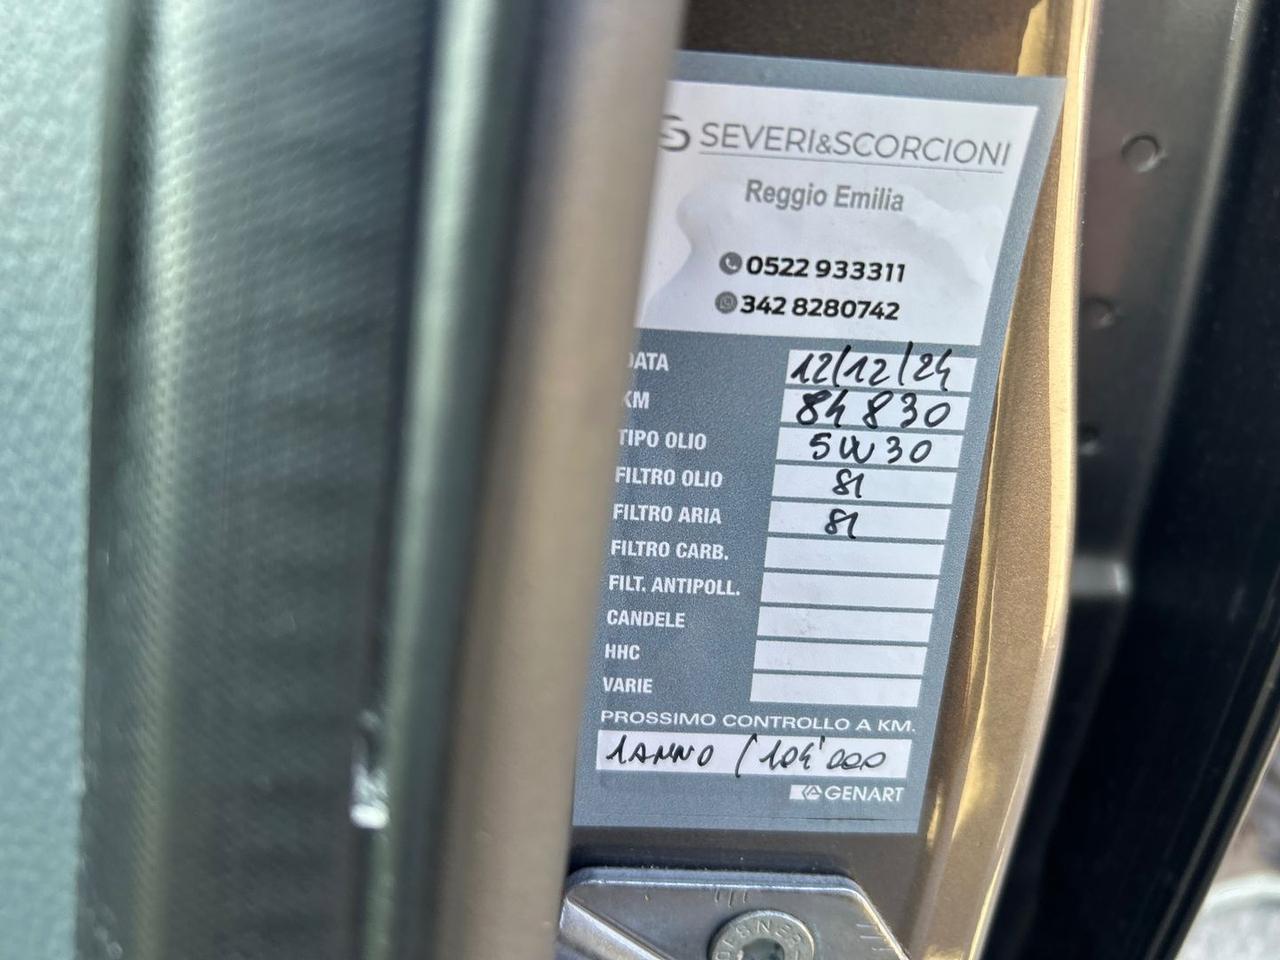 SEVERI&SCORCIONI
Reggio Emilia
0522 933311
342 8280742
DATA 12/12/24
KM 84830
TIPO OLIO 5W30
FILTRO OLIO SI
FILTRO ARIA SI
FILTRO CARB.
FILT. ANTIPOLL.
CANDELE
HHC
VARIE
PROSSIMO CONTROLLO A KM.
1ANNO / 104'000
GENART